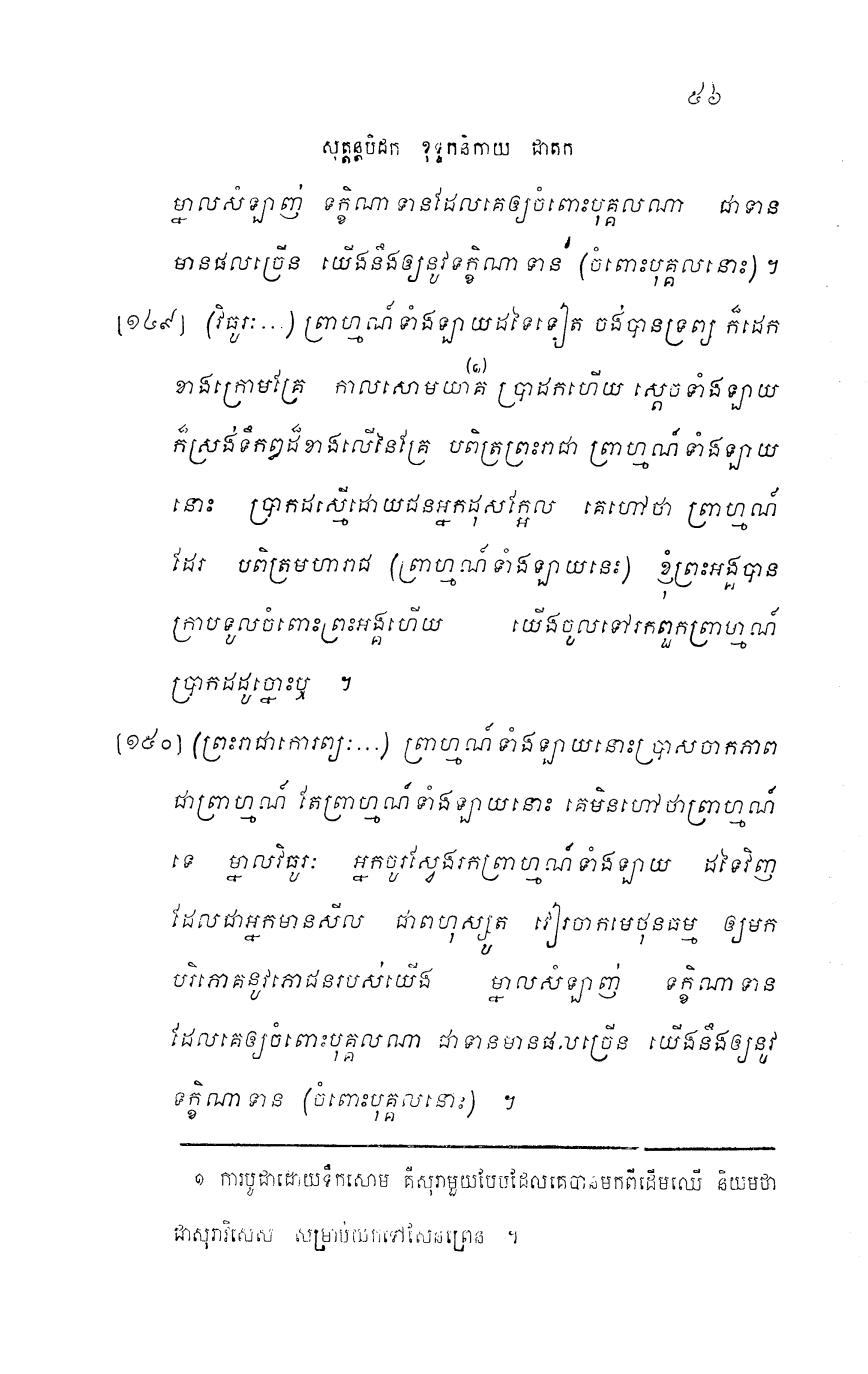 ៥៦
សុត្តន្តបិដក ខុទ្ទកនិកាយ ជាតក
ម្នាលសំឡាញ់ ទក្ខិណាទានដែលគេឲ្យចំពោះបុគ្គលណា ជាទាន
មានផលច្រើន យើងនឹងឲ្យនូវទក្ខិណាទាន (ចំពោះបុគ្គលនោះ) ។
[១៤៩] (វិធូរៈ...) ព្រាហ្មណ៍ទាំងឡាយដទៃទៀត ចង់បានទ្រព្យ ក៏ដេក
ខាងក្រោមគ្រែ កាលសោមយាគ (១) ប្រាដកហើយ ស្តេចទាំងឡាយ
ក៏ស្រង់ទឹកឰដ៏ខាងលើនៃគ្រែ បពិត្រព្រះរាជា ព្រាហ្មណ៍ទាំងឡាយ
នោះ ប្រាកដស្មើដោយជនអ្នកដុសក្អែល គេហៅថា ព្រាហ្មណ៍
ដែរ បពិត្រមហារាជ (ព្រាហ្មណ៍ទាំងឡាយនេះ) ខ្ញុំព្រះអង្គបាន
ក្រាបទូលចំពោះព្រះអង្គហើយ យើងចូលទៅរកពួកព្រាហ្មណ៍
ប្រាកដដូច្នោះឬ ។
[១៥០] (ព្រះរាជាកោរព្យៈ...) ព្រាហ្មណ៍ទាំងឡាយនោះប្រាសចាកភាព
ជាព្រាហ្មណ៍ តែព្រាហ្មណ៍ទាំងឡាយនោះ គេមិនហៅថាព្រាហ្មណ៍
ទេ ម្នាលវិធូរៈ អ្នកចូរស្វែងរកព្រាហ្មណ៍ទាំងឡាយ ដទៃវិញ
ដែលជាអ្នកមានសីល ជាពហុស្សូត វៀរចាកមេថុនធម្ម ឲ្យមក
បរិភោគនូវភោជនរបស់យើង ម្នាលសំឡាញ់ ទក្ខិណាទាន
ដែលគេឲ្យចំពោះបុគ្គលណា ជាទានមានផលច្រើន យើងនឹងឲ្យនូវ
ទក្ខិណាទាន (ចំពោះបុគ្គលនោះ) ។
១ ការបូជាដោយទឹកសោម គឺសុរាមួយបែបដែលគេបានមកពីដើមឈើ និយមថា
ជាសុរាវិសេស សម្រាប់យកទៅសែនព្រេន ។